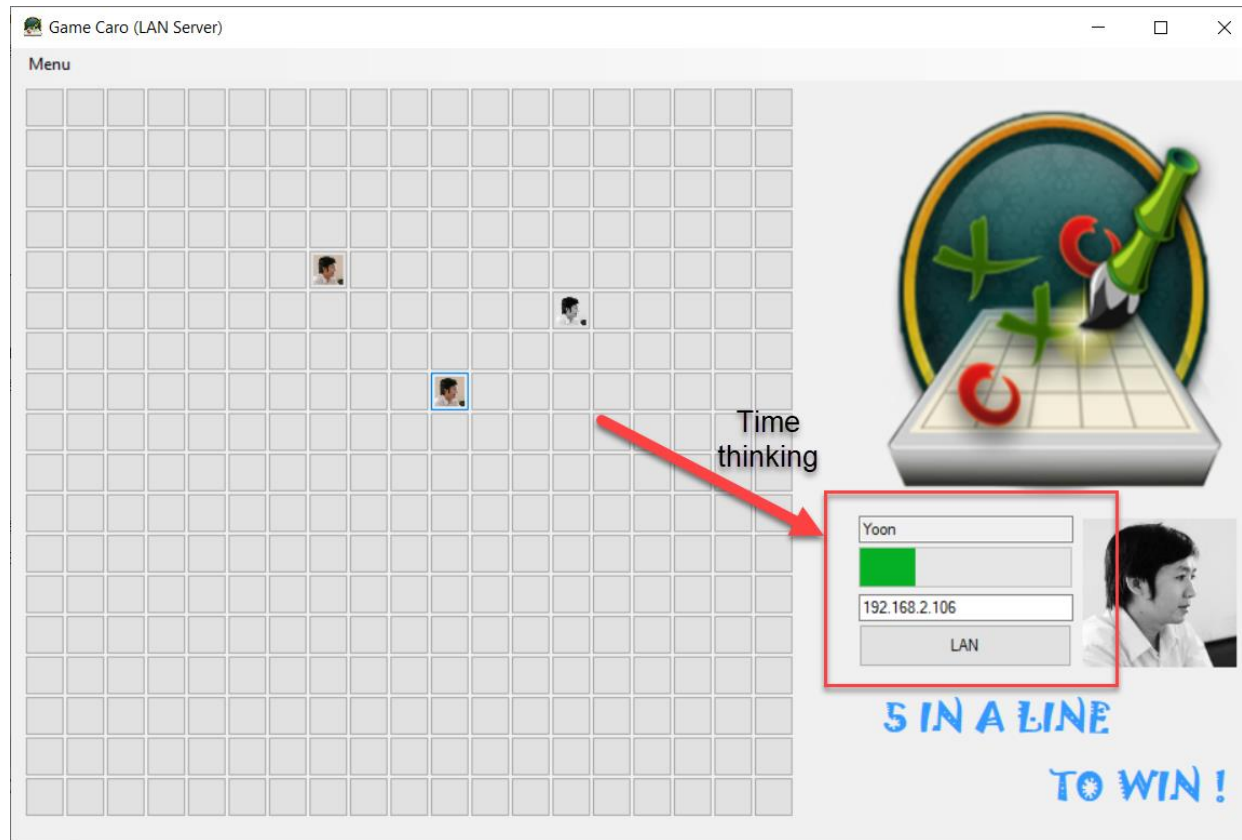 Game Caro (LAN Server)
Menu
Time
thinking
Yoon
192.168.2.106
LAN
5 IN A LINE
TO WIN !